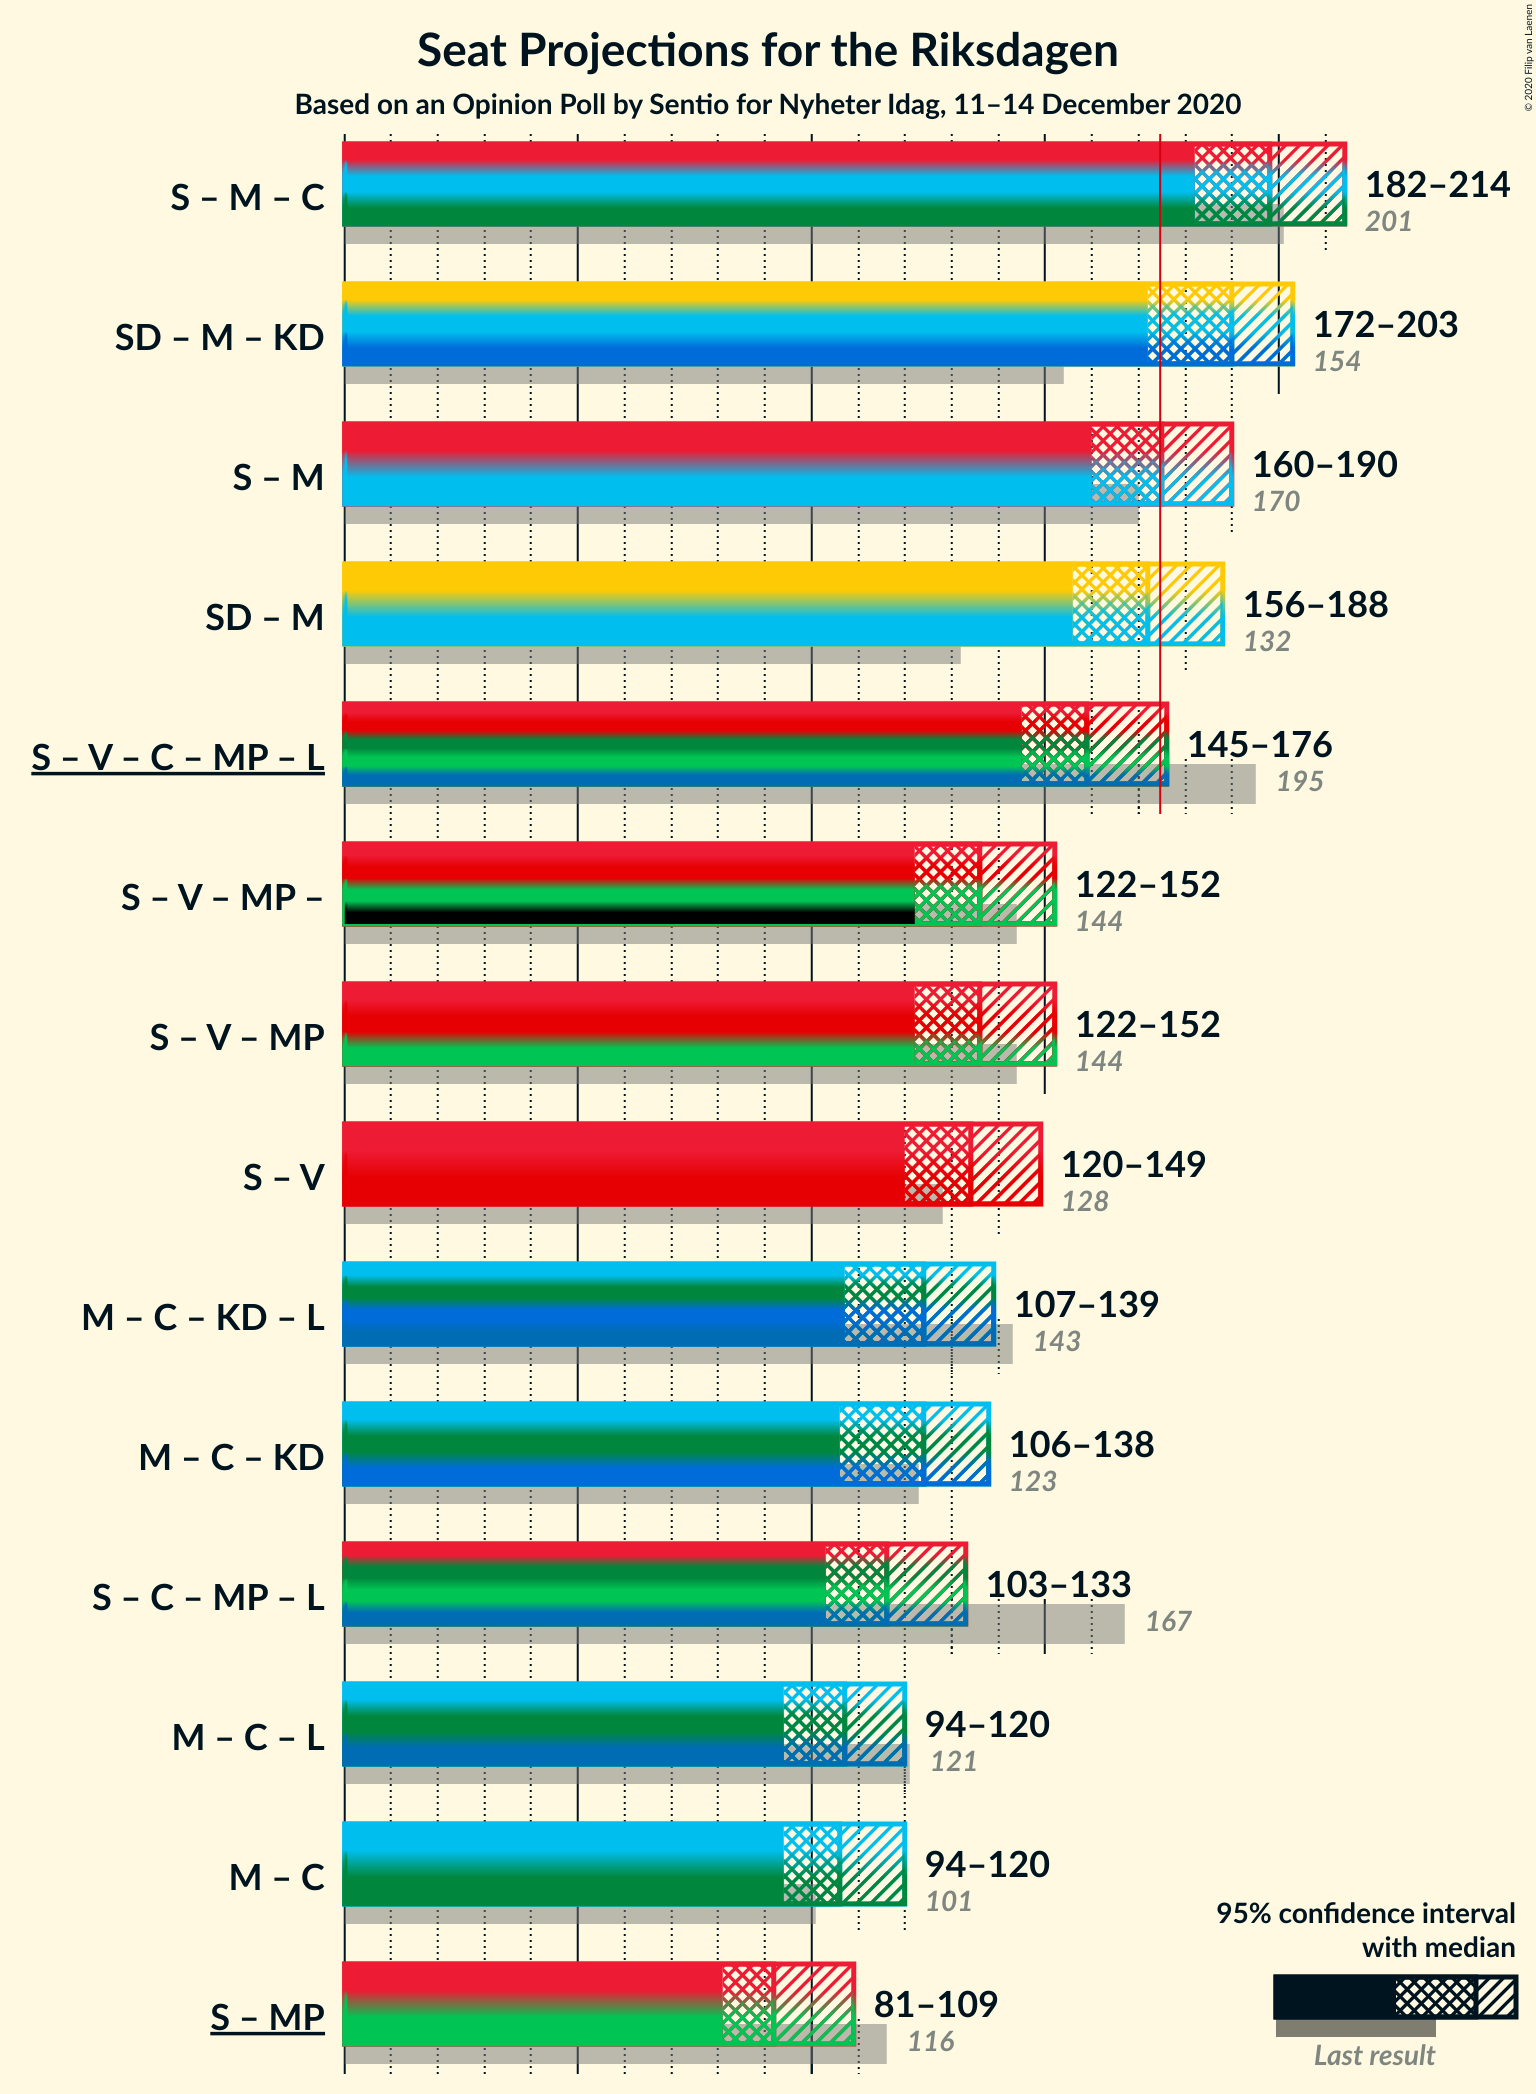 © 2020 Filip van Laenen
Seat Projections for the Riksdagen
Based on an Opinion Poll by Sentio for Nyheter Idag, 11–14 December 2020
S – M – C
182–214
201
SD – M – KD
172–203
154
S – M
160–190
170
SD – M
156–188
132
S – V – C – MP – L
145–176
195
S – V – MP –
122–152
144
S – V – MP
122–152
144
S – V
120–149
128
M – C – KD – L
107–139
143
M – C – KD
106–138
123
S – C – MP – L
103–133
167
M – C – L
94–120
121
M – C
94–120
101
S – MP
81–109
116
95% confidence interval
with median
Last result